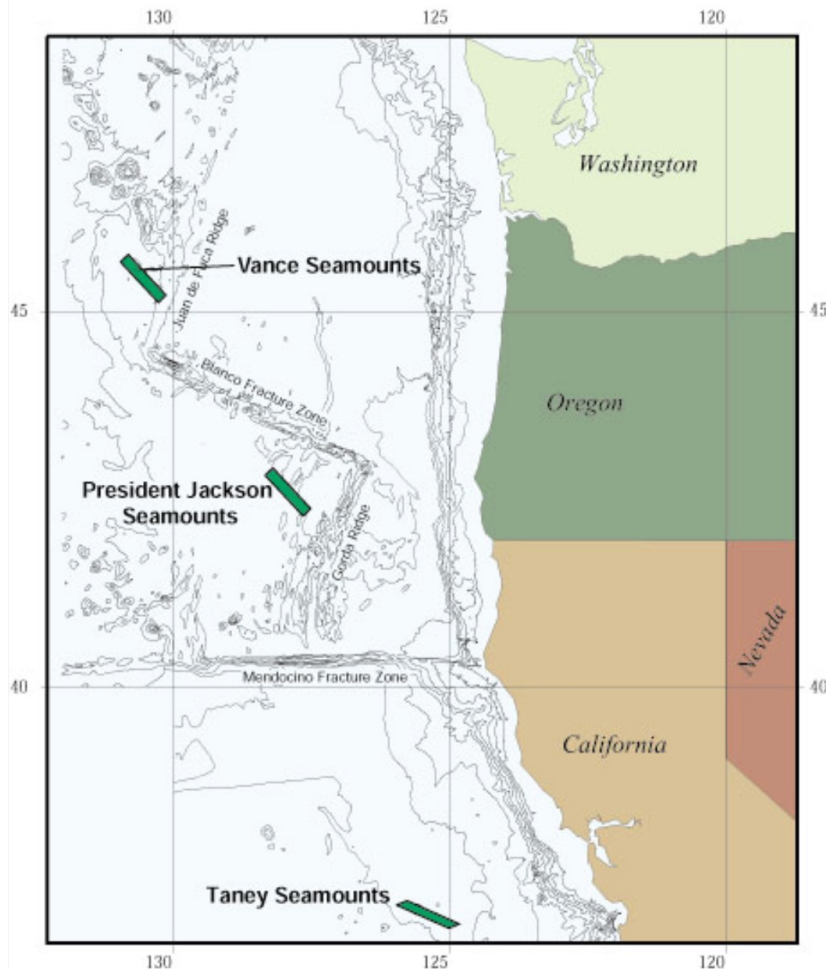 130 125 120
Washington
Juan de Fuca Ridge
Vance Seamounts
45 45
Blanco Fracture Zone
Oregon
President Jackson
Seamounts
Gorda Ridge
Nevada
Mendocino Fracture Zone
40 40
California
Taney Seamounts
130 125 120